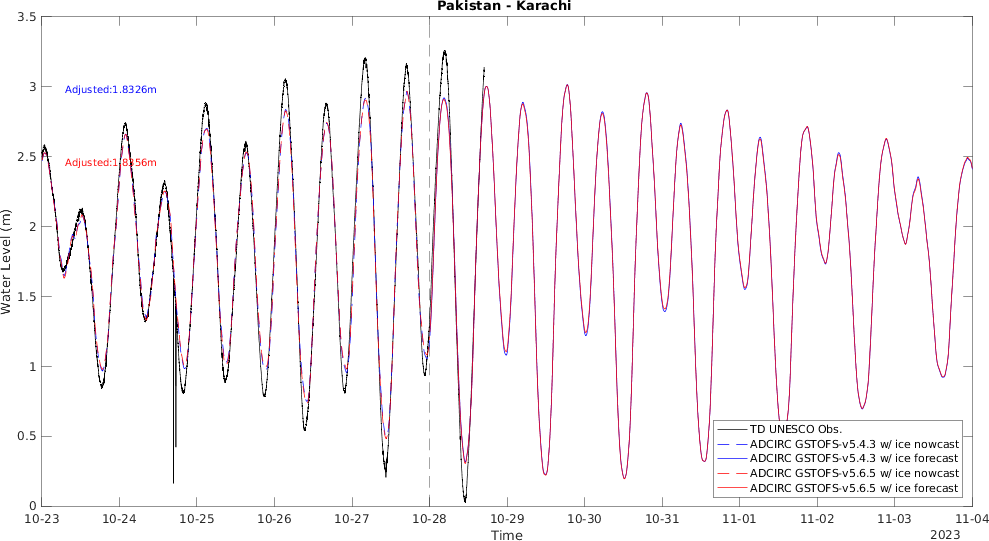 Pakistan - Karachi
3.5
3
2.5
2
1.5
1
0.5
0
Water Level (m)
Adjusted:1.8326m
Adjusted:1.8356m
TD UNESCO Obs.
ADCIRC GSTOFS-v5.4.3 w/ ice nowcast
ADCIRC GSTOFS-v5.4.3 w/ ice forecast
ADCIRC GSTOFS-v5.6.5 w/ ice nowcast
ADCIRC GSTOFS-v5.6.5 w/ ice forecast
10-23 10-24 10-25 10-26 10-27 10-28 10-29 10-30 10-31 11-01 11-02 11-03 11-04
Time
2023